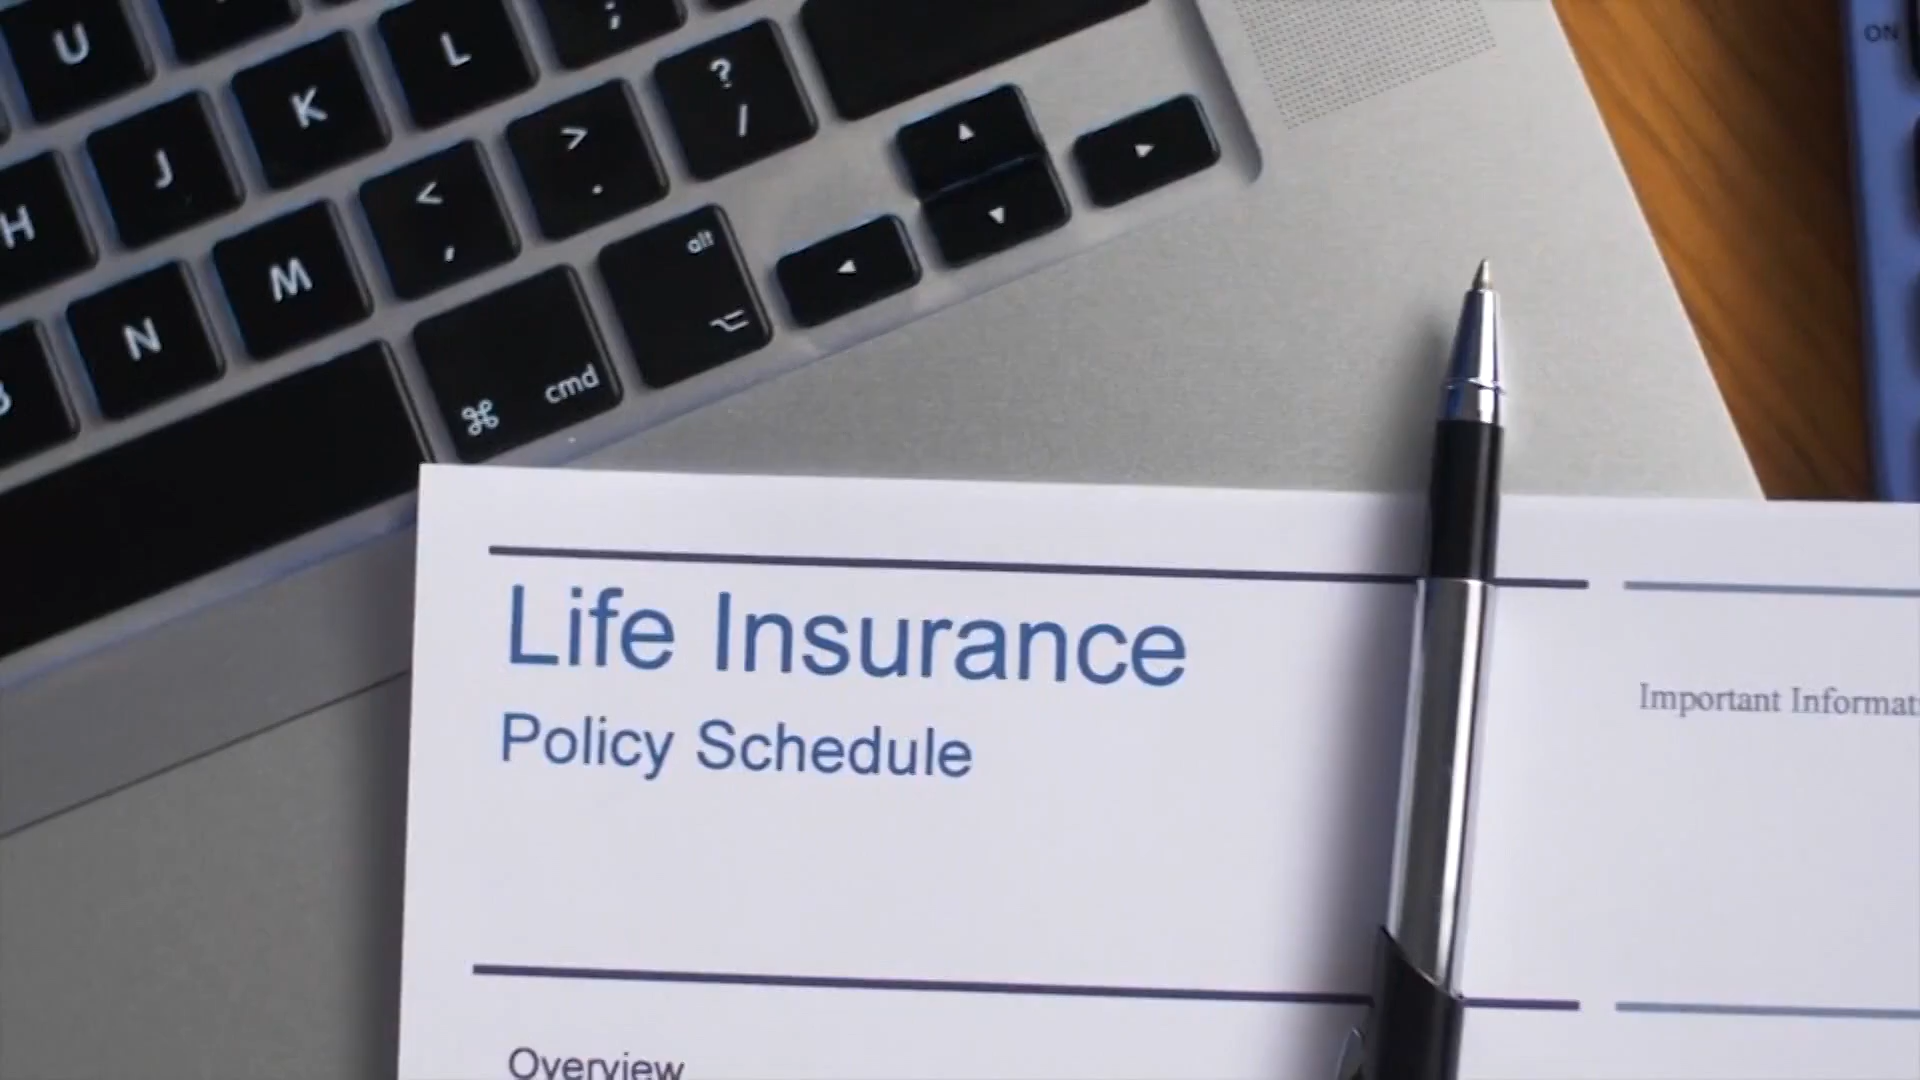 U
;
L
?
/
K
>
.
J
<
,
H
alt
M
N
cmd
ON
Life Insurance
Policy Schedule
Important Informat
Overview